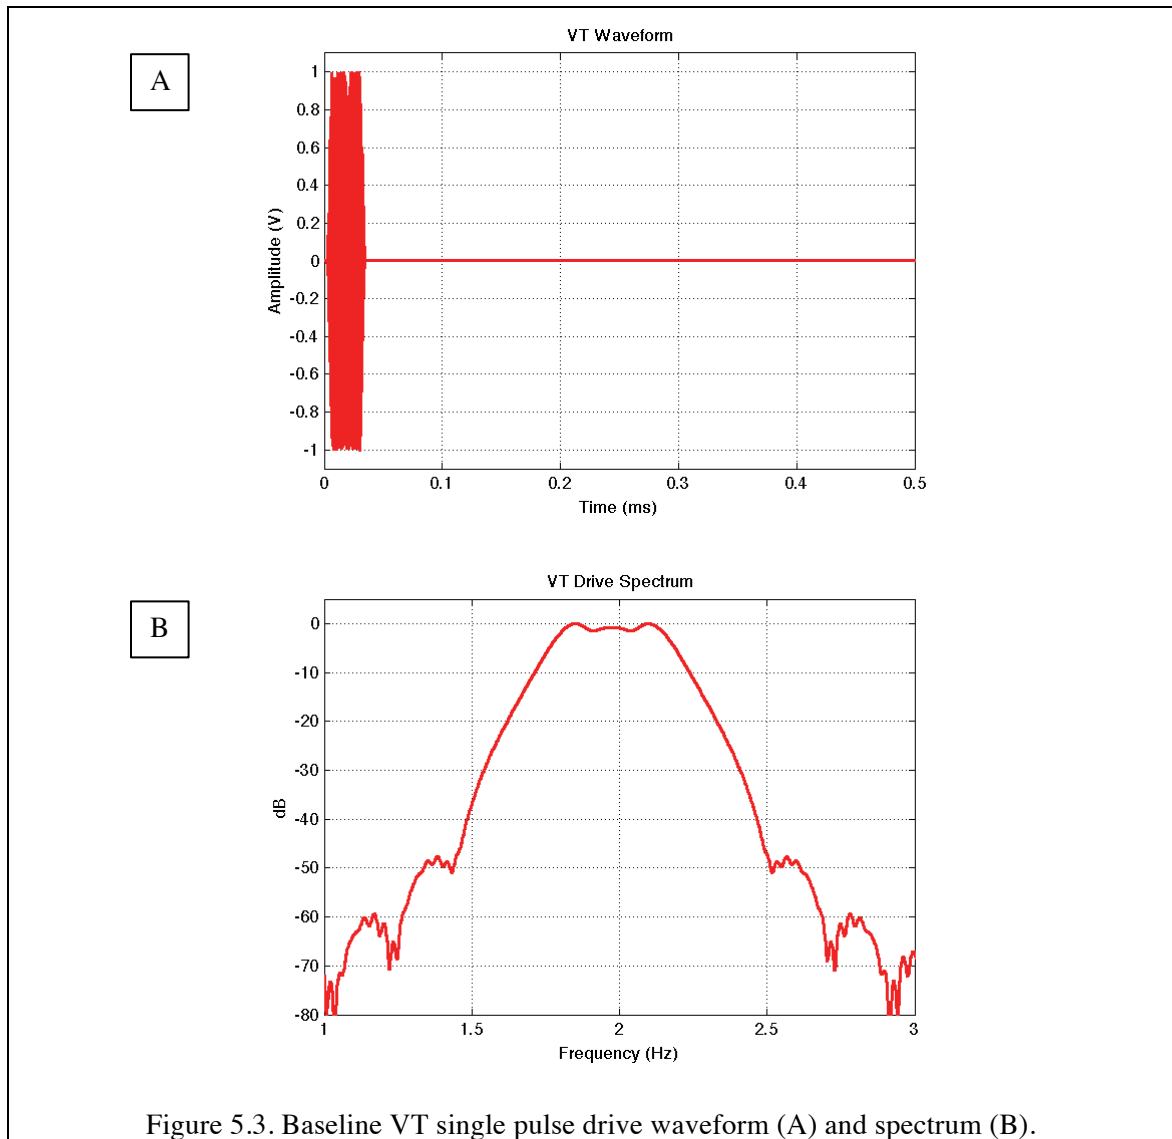 A
VT Waveform
Amplitude (V)
1
0.8
0.6
0.4
0.2
0
-0.2
-0.4
-0.6
-0.8
-1
0 0.1 0.2 0.3 0.4 0.5
Time (ms)
B
VT Drive Spectrum
dB
0
-10
-20
-30
-40
-50
-60
-70
-80
1 1.5 2 2.5 3
Frequency (Hz)
Figure 5.3. Baseline VT single pulse drive waveform (A) and spectrum (B).